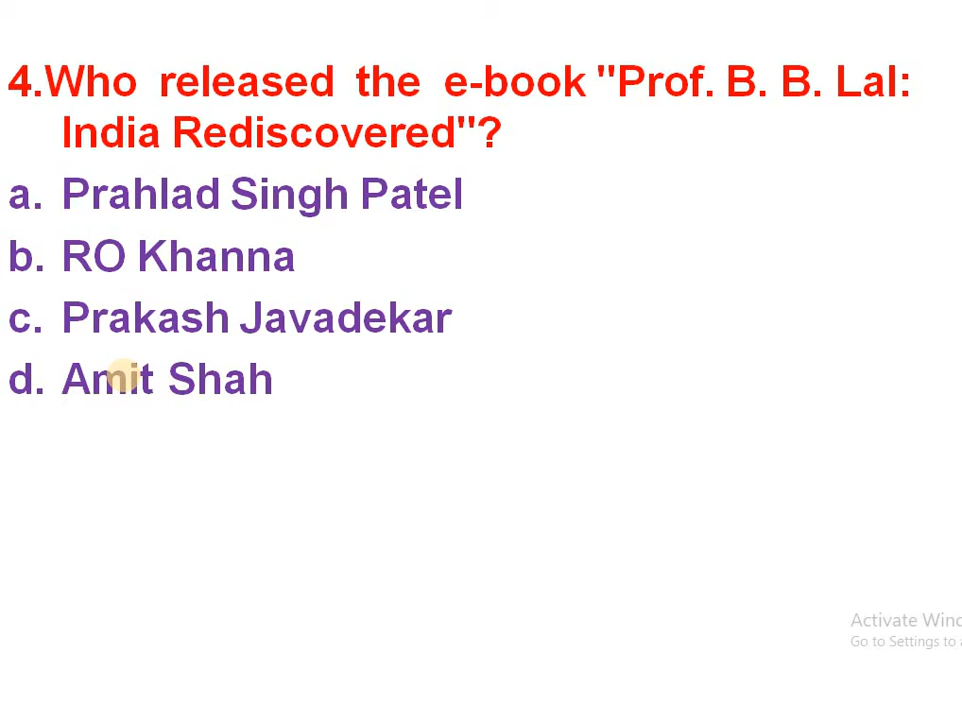 4.Who released the e-book "Prof. B. B. Lal:
India Rediscovered"?
a. Prahlad Singh Patel
b. RO Khanna
c. Prakash Javadekar
d. Amit Shah
Activate Winc
Go to Settings to